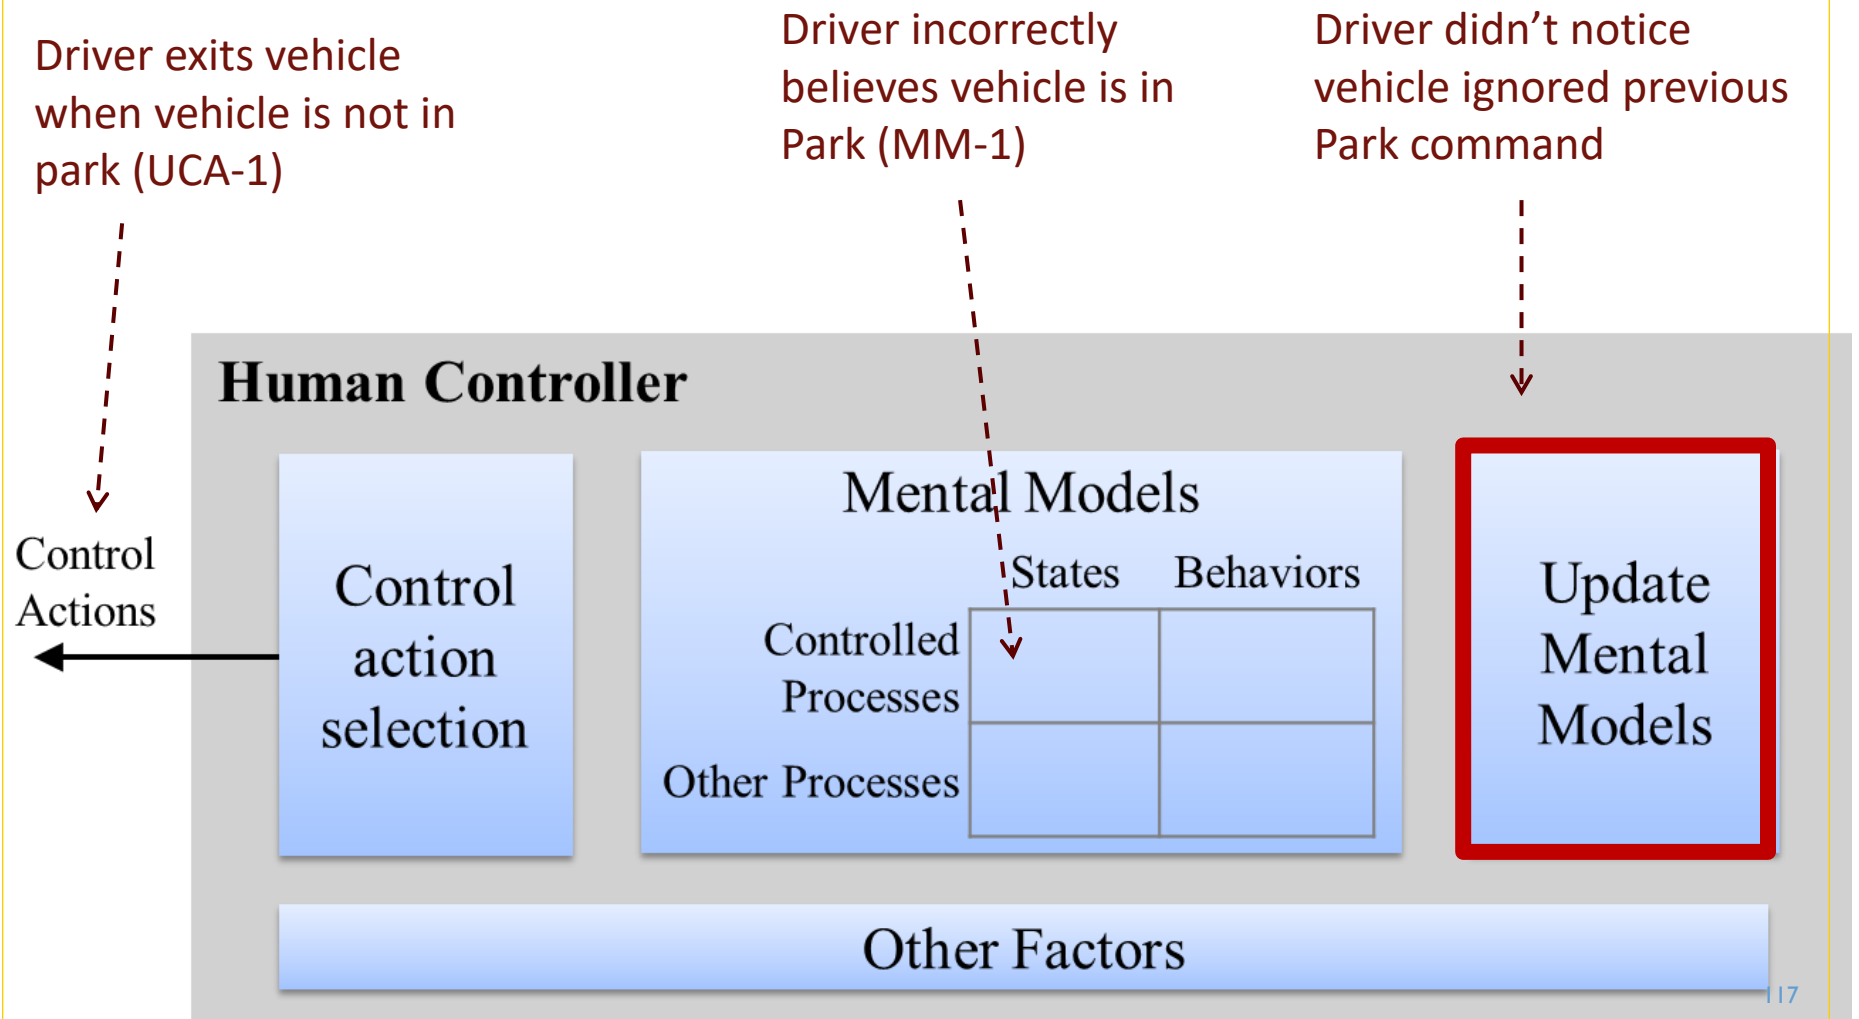 Driver exits vehicle
when vehicle is not in
park (UCA-1)
Driver incorrectly
believes vehicle is in
Park (MM-1)
Driver didn’t notice
vehicle ignored previous
Park command
Human Controller
Control
Actions
Control
action
selection
Mental Models
States Behaviors
Controlled
Processes
Other Processes
Update
Mental
Models
Other Factors
117